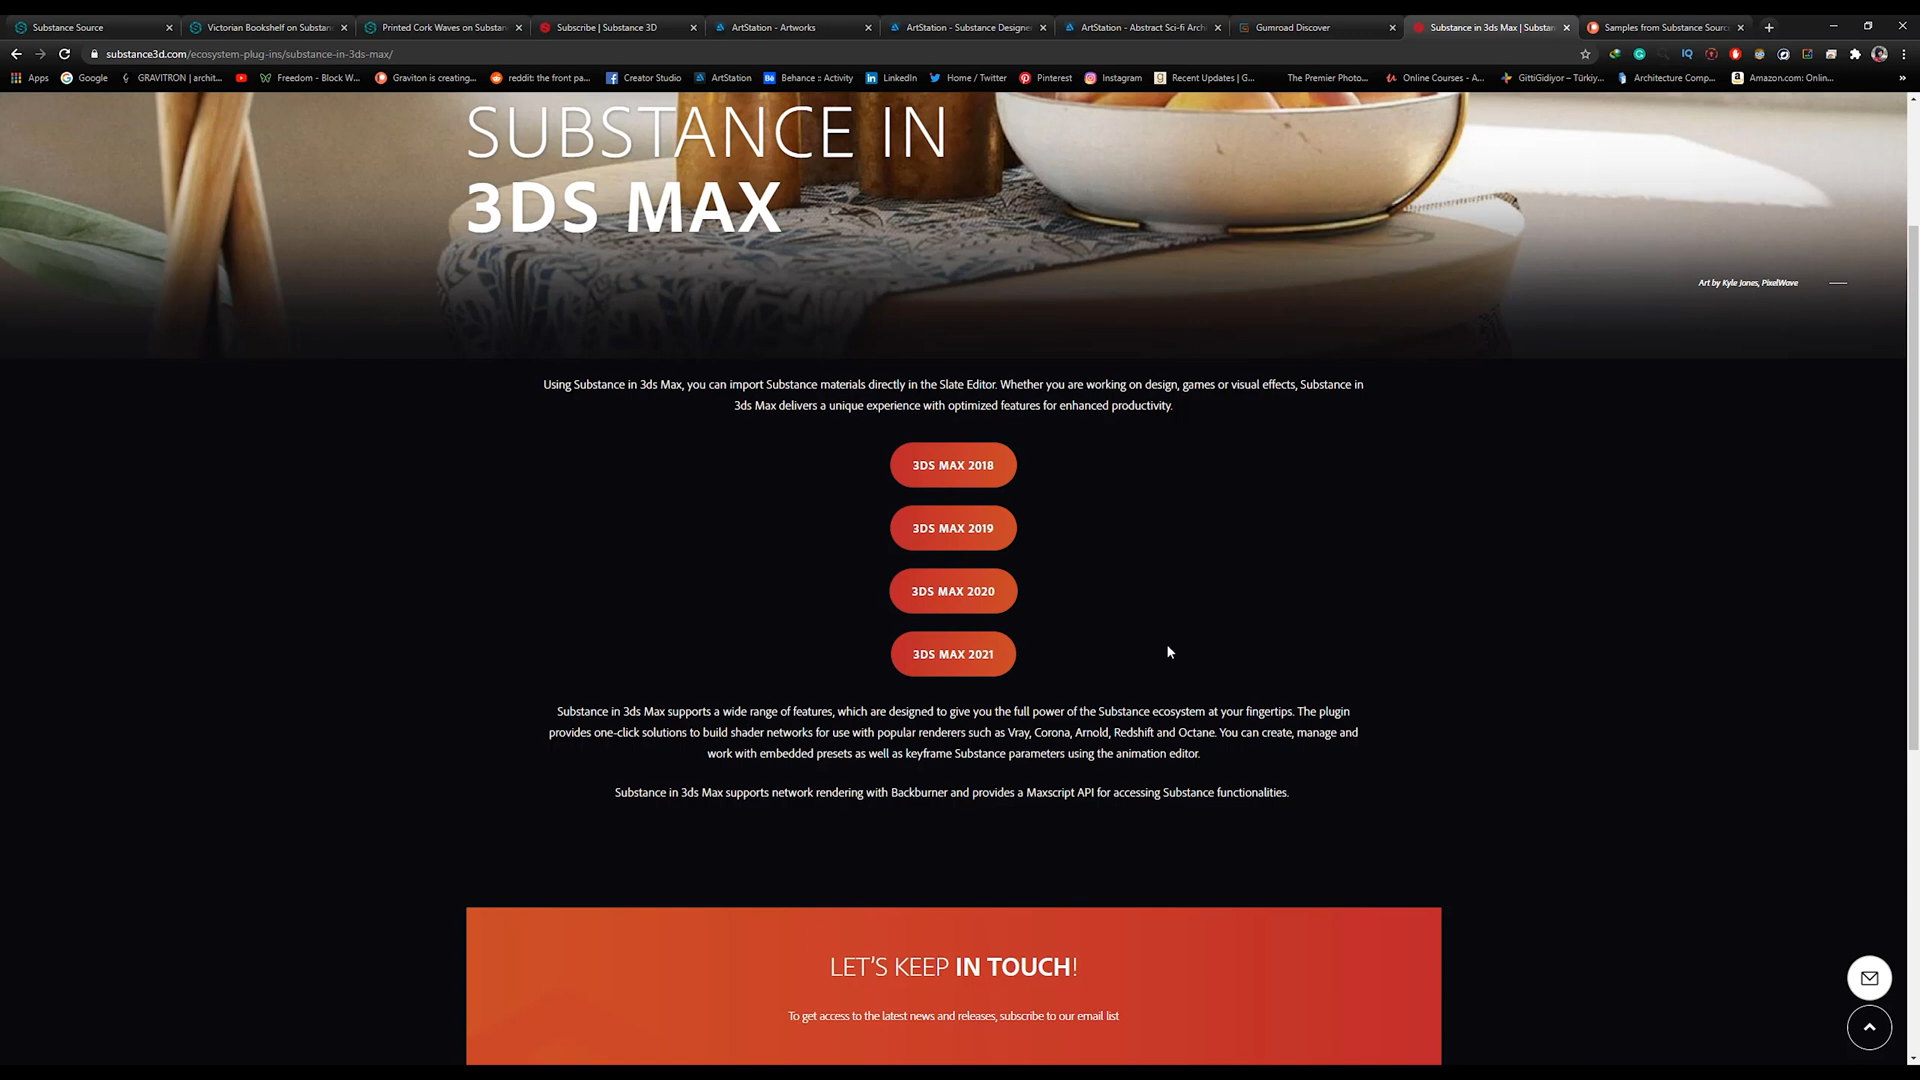 Substance Source
Victorian Bookshelf on Substan
Printed Cork Waves on Substan
Subscribe | Substance 3D
ArtStation - Artworks
ArtStation - Substance Designe
ArtStation - Abstract Sci-fi Arch
Gumroad Discover
Substance in 3ds Max | Substan
Samples from Substance Source
substance3d.com/ecosystem-plug-ins/substance-in-3ds-max/
Apps
Google
GRAVITRON | archit...
Freedom - Block W...
Graviton is creating...
reddit: the front pa...
Creator Studio
ArtStation
Behance :: Activity
LinkedIn
Home / Twitter
Pinterest
Instagram
Recent Updates | G...
The Premier Photo...
Online Courses - A...
GittiGidiyor – Türkiy...
Architecture Comp...
Amazon.com: Onlin...
SUBSTANCE IN
3DS MAX
Art by Kyle Jones, PixelWave
Using Substance in 3ds Max, you can import Substance materials directly in the Slate Editor. Whether you are working on design, games or visual effects, Substance in
3ds Max delivers a unique experience with optimized features for enhanced productivity.
3DS MAX 2018
3DS MAX 2019
3DS MAX 2020
3DS MAX 2021
Substance in 3ds Max supports a wide range of features, which are designed to give you the full power of the Substance ecosystem at your fingertips. The plugin
provides one-click solutions to build shader networks for use with popular renderers such as Vray, Corona, Arnold, Redshift and Octane. You can create, manage and
work with embedded presets as well as keyframe Substance parameters using the animation editor.
Substance in 3ds Max supports network rendering with Backburner and provides a Maxscript API for accessing Substance functionalities.
LET'S KEEP IN TOUCH!
To get access to the latest news and releases, subscribe to our email list